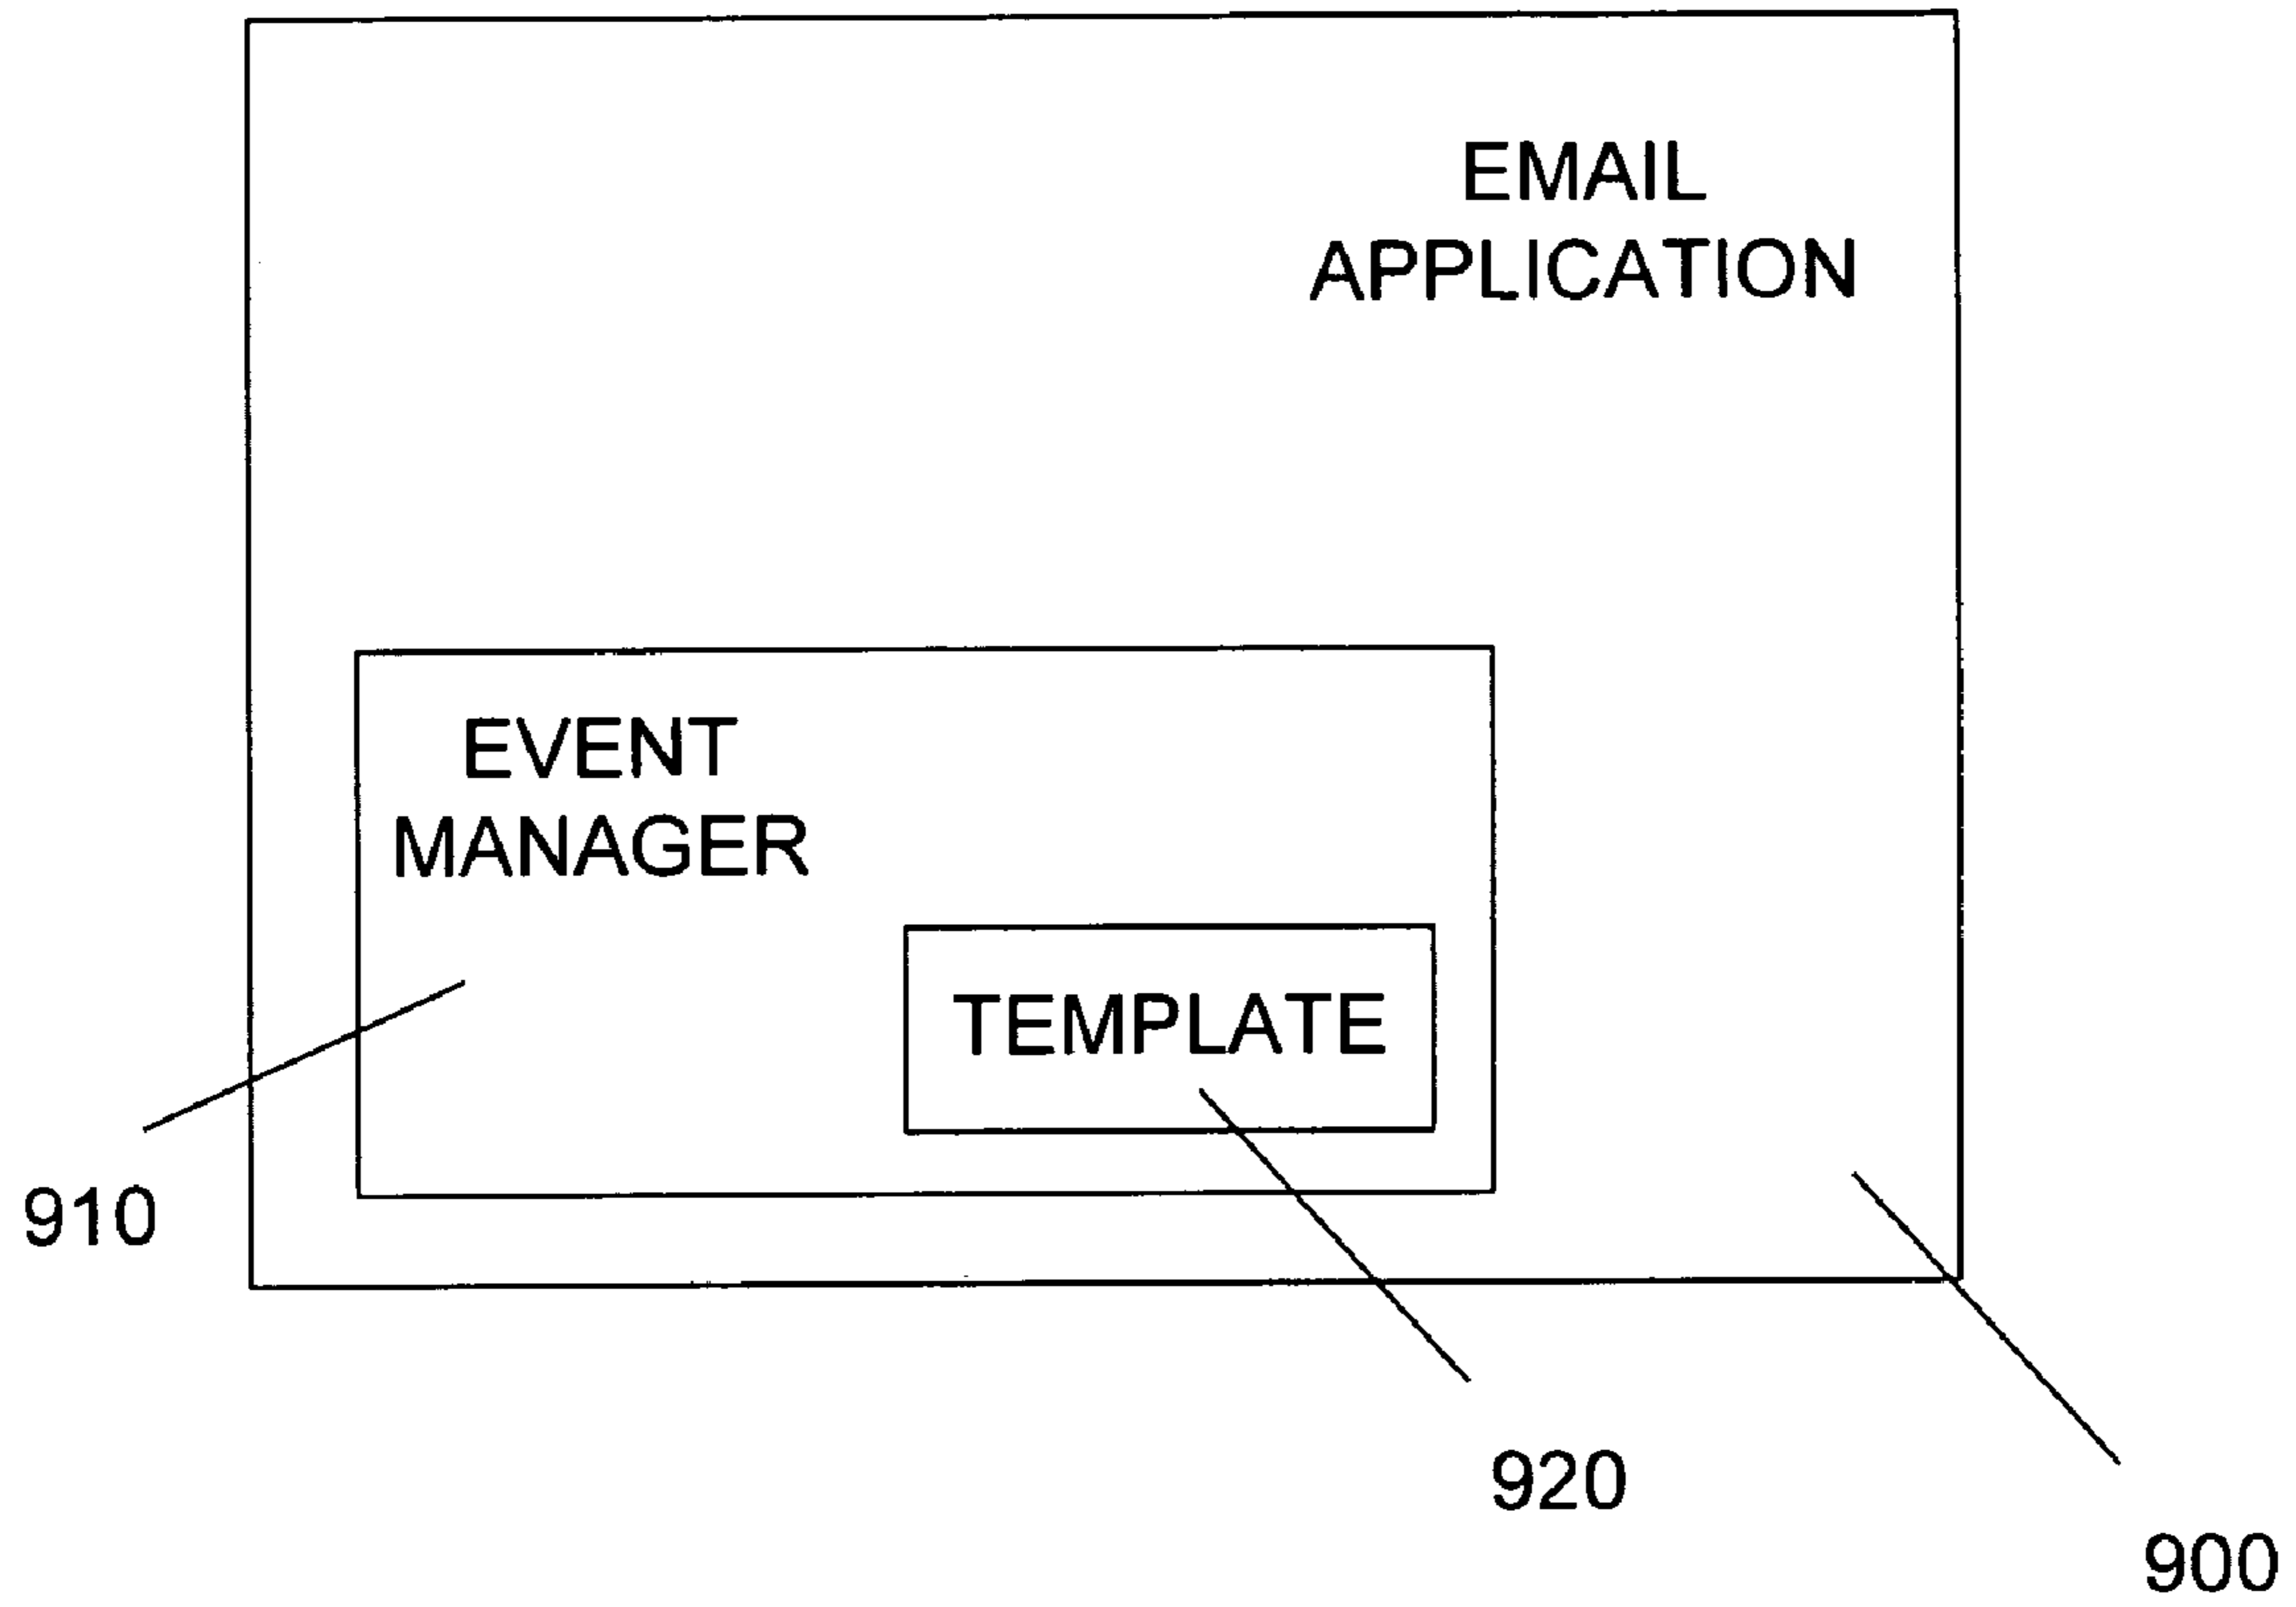 EMAIL
APPLICATION
EVENT
MANAGER
TEMPLATE
910
920
900